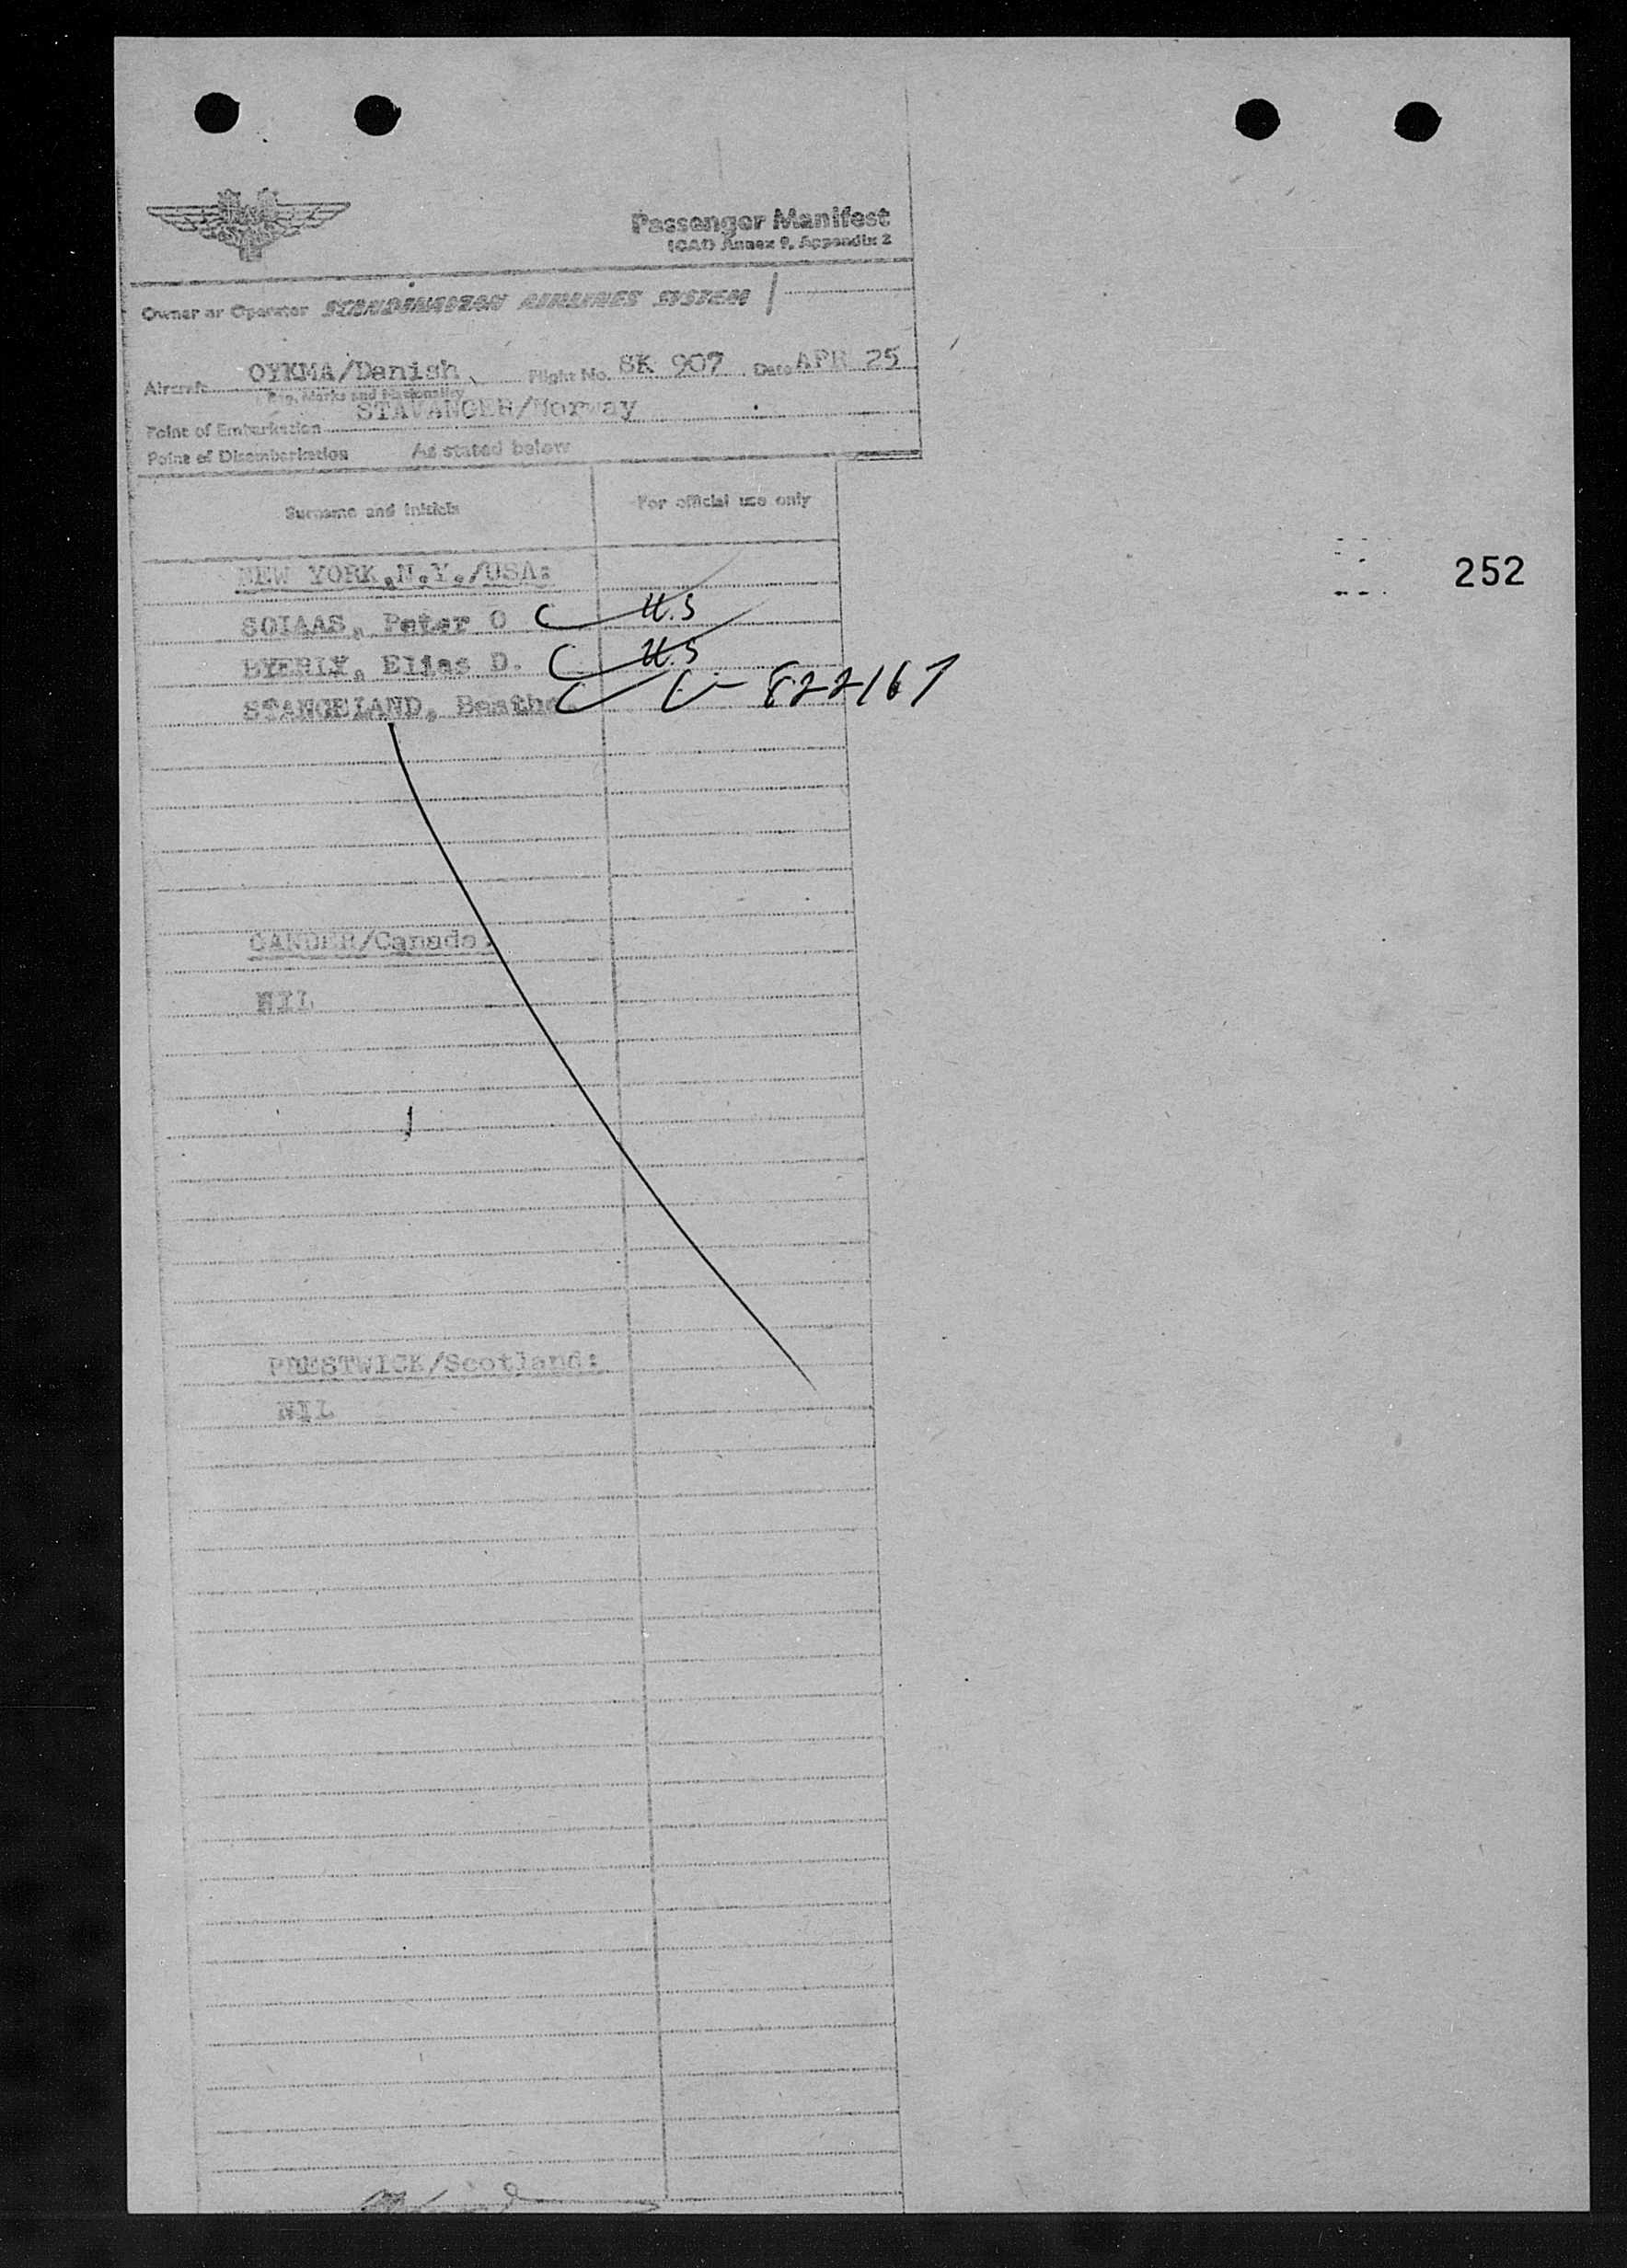 Passenger Manifest
ICAO Annex 9, Appendix 2
Owner or Operator SCANDINAVIAN AIRLINES SYSTEM
Aircraft OYKMA/Danish Flight No. SK 907 Date APR 25
Reg. Marks and Nationality
Point of Embarkation STAVANGER/Norway
Point of Disembarkation As stated below
Surname and initials For official use only
NEW YORK, N.Y./USA:
252
SOIAAS, Peter O U.S
BYERLY, Elias D. U.S
STANGELAND, Beathe
GANDER/Canada:
NIL
PRESTWICK/Scotland:
NIL